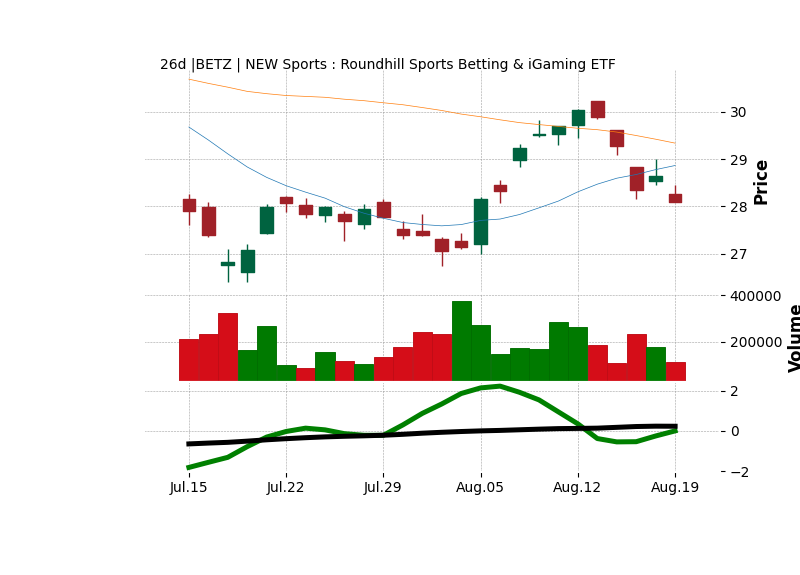 26d |BETZ | NEW Sports : Roundhill Sports Betting & iGaming ETF
30
29
28
27
Price
400000
200000
Volume
2
0
−2
Jul.15 Jul.22 Jul.29 Aug.05 Aug.12 Aug.19